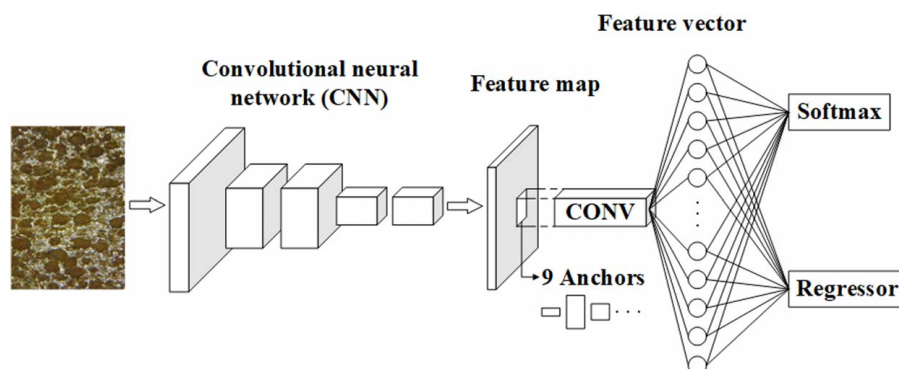 Feature vector
Convolutional neural
network (CNN)
Feature map
Softmax
CONV
9 Anchors
Regressor